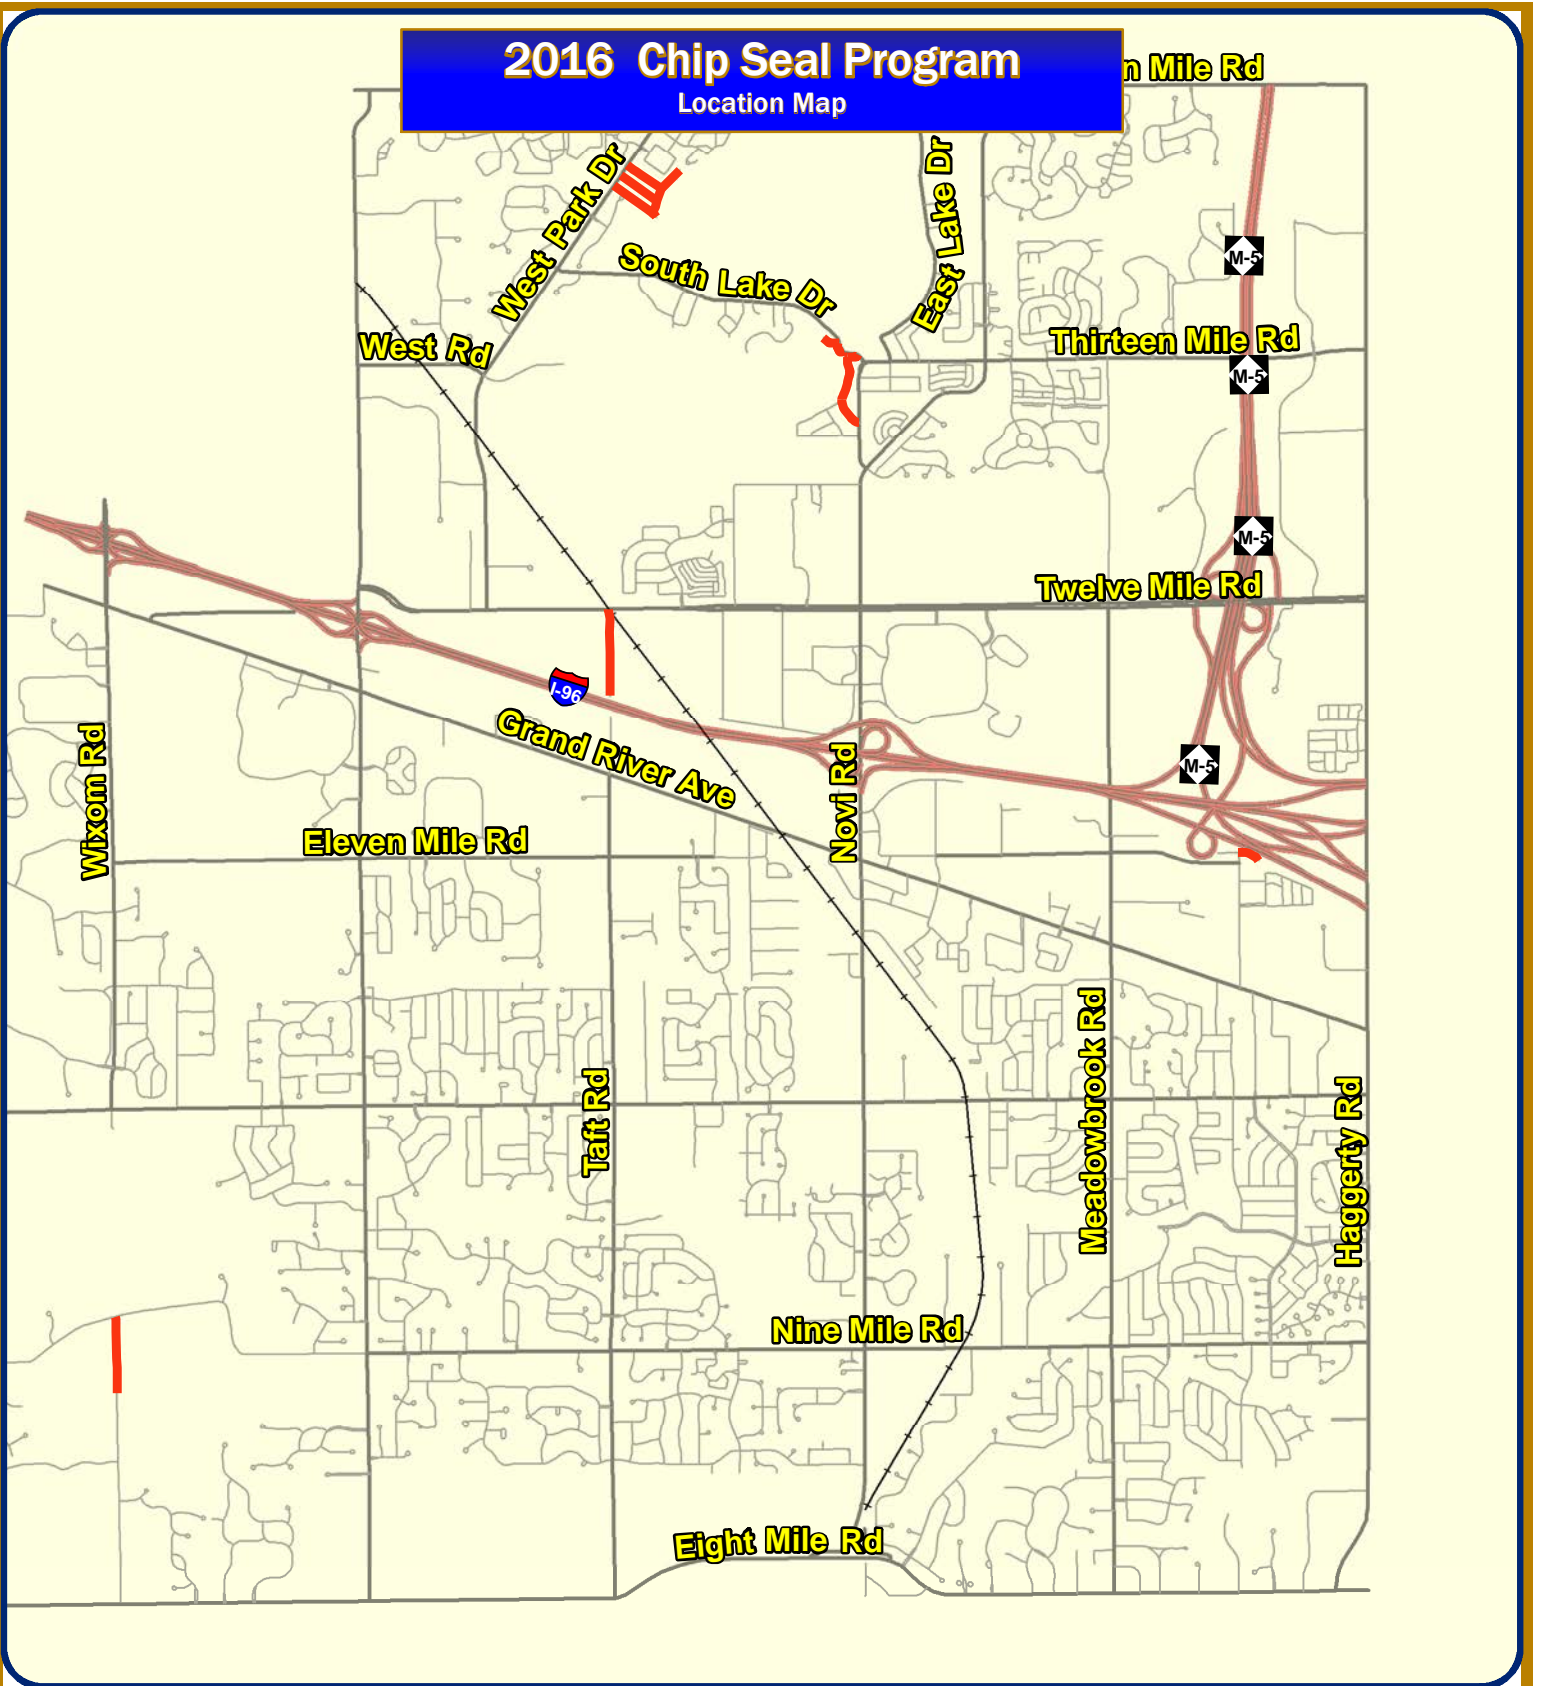 2016 Chip Seal Program
Location Map
n Mile Rd
West Park Dr
East Lake Dr
South Lake Dr
M-5
Thirteen Mile Rd
West Rd
M-5
M-5
Twelve Mile Rd
I-96
Grand River Ave
Wixom Rd
Novi Rd
M-5
Eleven Mile Rd
Meadowbrook Rd
Taft Rd
Haggerty Rd
Nine Mile Rd
Eight Mile Rd